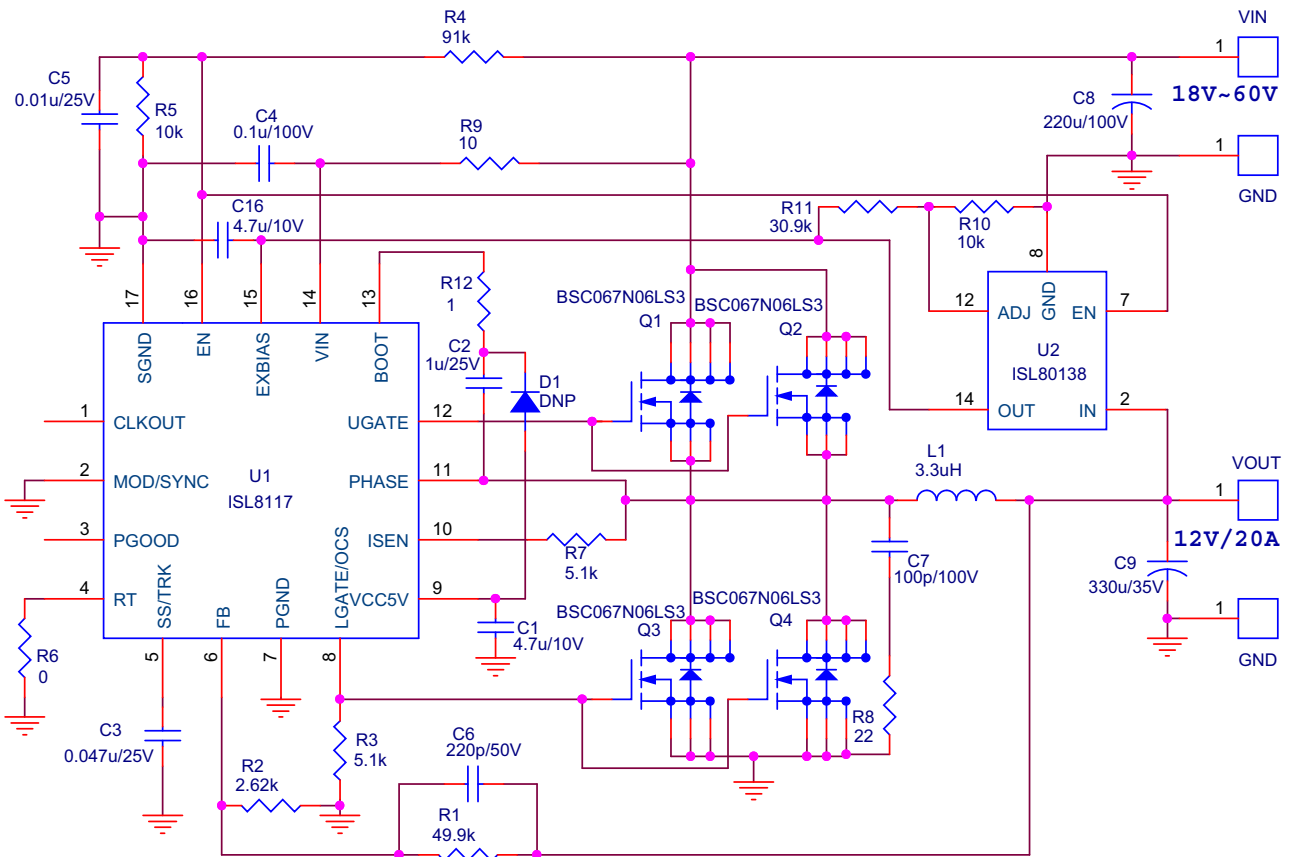 R4
91k
VIN
1
18V~60V
C5
0.01u/25V
R5
10k
C4
0.1u/100V
R9
10
C8
220u/100V
1
GND
C16
4.7u/10V
R11
30.9k
R10
10k
17
16
15
14
13
R12
1
8
BSC067N06LS3
Q1
BSC067N06LS3
Q2
12
ADJ
GND
EN
7
U2
ISL80138
14
OUT
IN
2
SGND
EN
EXBIAS
VIN
BOOT
C2
1u/25V
D1
DNP
1
CLKOUT
UGATE
12
2
MOD/SYNC
U1
ISL8117
PHASE
11
3
PGOOD
ISEN
10
4
RT
VCC5V
9
SS/TRK
FB
PGND
LGATE/OCS
5
6
7
8
L1
3.3uH
VOUT
1
12V/20A
R7
5.1k
C7
100p/100V
C9
330u/35V
1
GND
BSC067N06LS3
Q3
BSC067N06LS3
Q4
C1
4.7u/10V
R6
0
C3
0.047u/25V
R3
5.1k
R8
22
R2
2.62k
C6
220p/50V
R1
49.9k